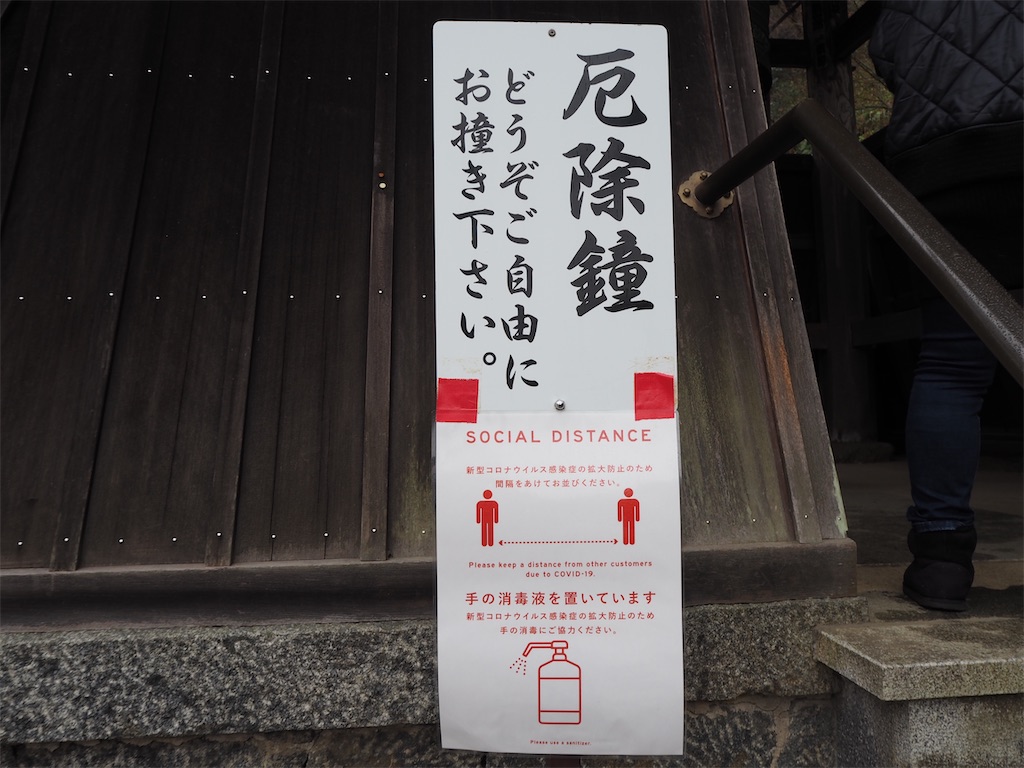 厄除鐘
どうぞご自由に
お撞き下さい。
SOCIAL DISTANCE
新型コロナウイルス感染症の拡大防止のため
間隔をあけてお並びください。
Please keep a distance from other customers
due to COVID-19.
手の消毒液を置いています
新型コロナウイルス感染症の拡大防止のため
手の消毒にご協力ください。
Please use a sanitizer.